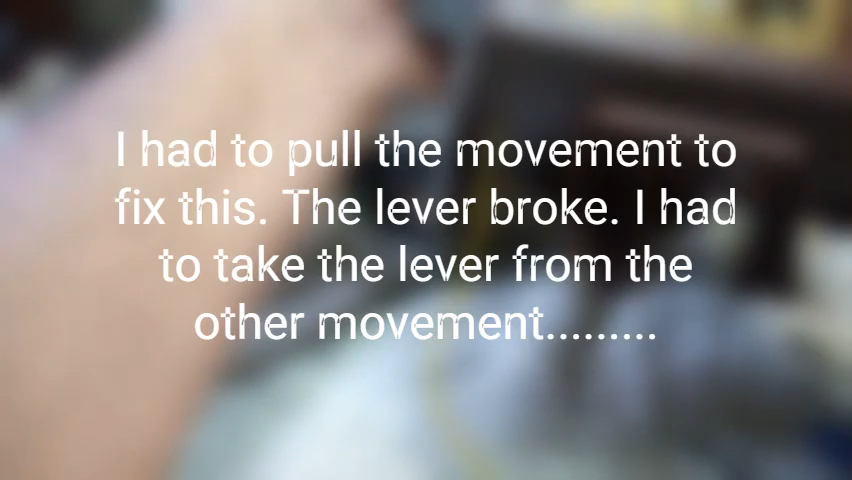 I had to pull the movement to
fix this. The lever broke. I had
to take the lever from the
other movement.........